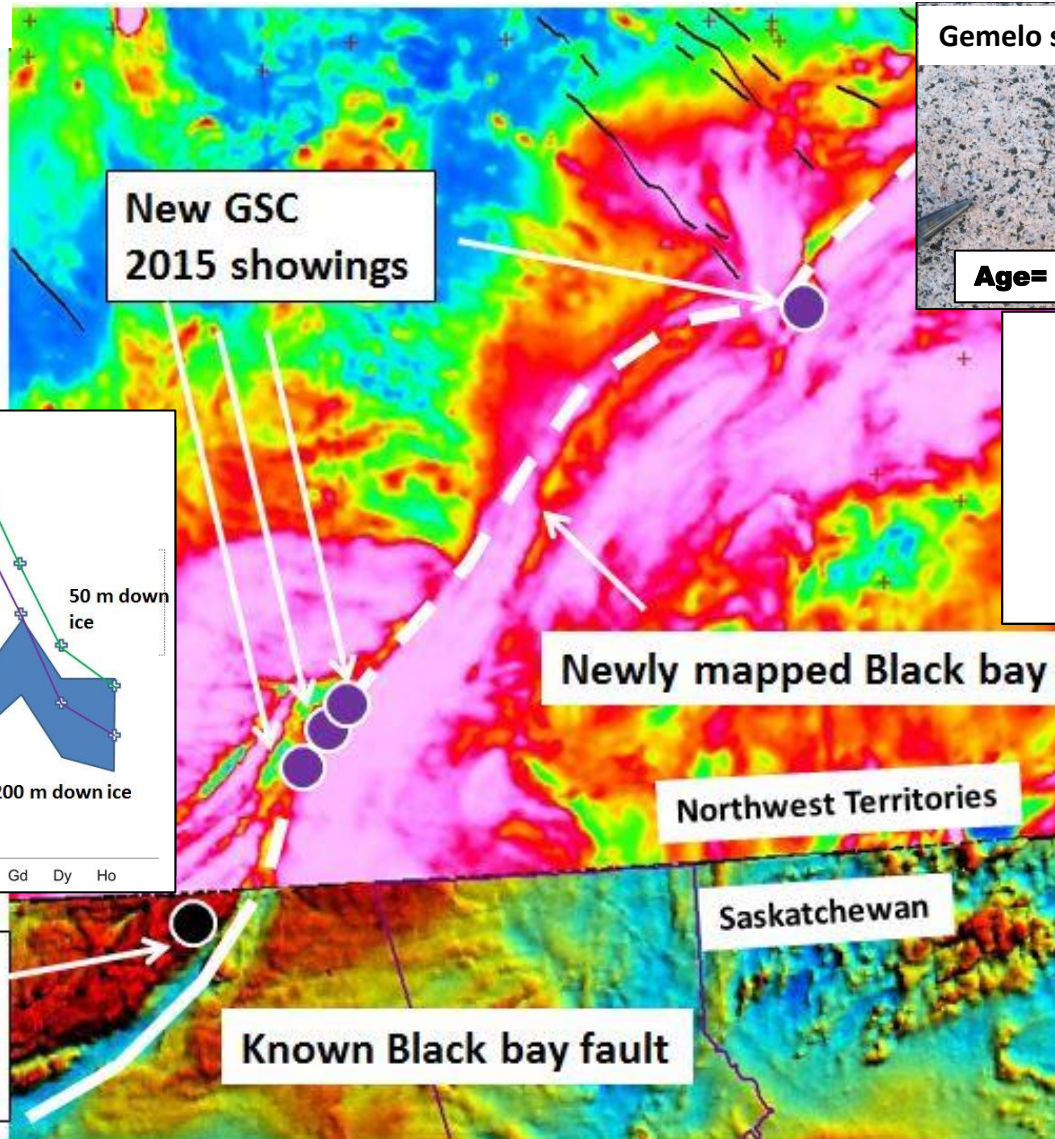 Gemelo s
Age=
New GSC
2015 showings
50 m down
ice
200 m down ice
Gd Dy Ho
Newly mapped Black bay
Northwest Territories
Saskatchewan
Known Black bay fault